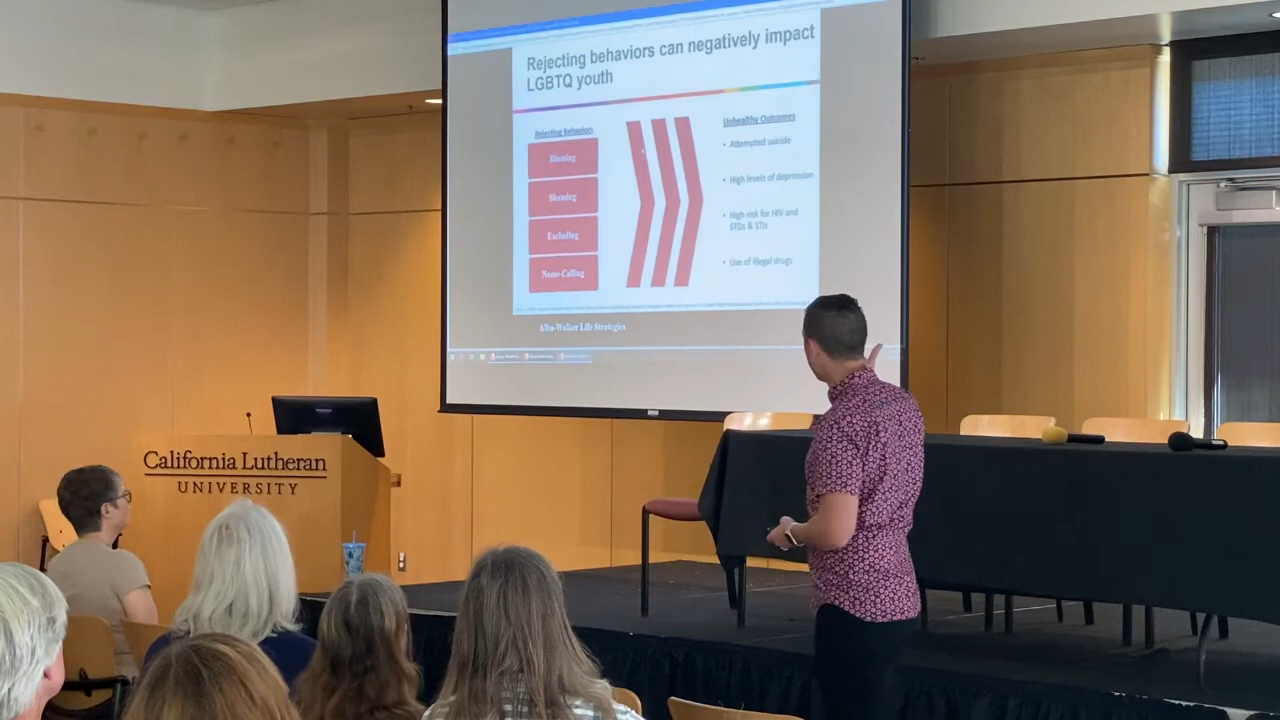 Rejecting behaviors can negatively impact
LGBTQ youth
Rejecting Behaviors
Blaming
Shaming
Excluding
Name-Calling
Unhealthy Outcomes
• Attempted suicide
• High levels of depression
• High risk for HIV and
STDs & STIs
• Use of illegal drugs
Life Strategies
California Lutheran
UNIVERSITY